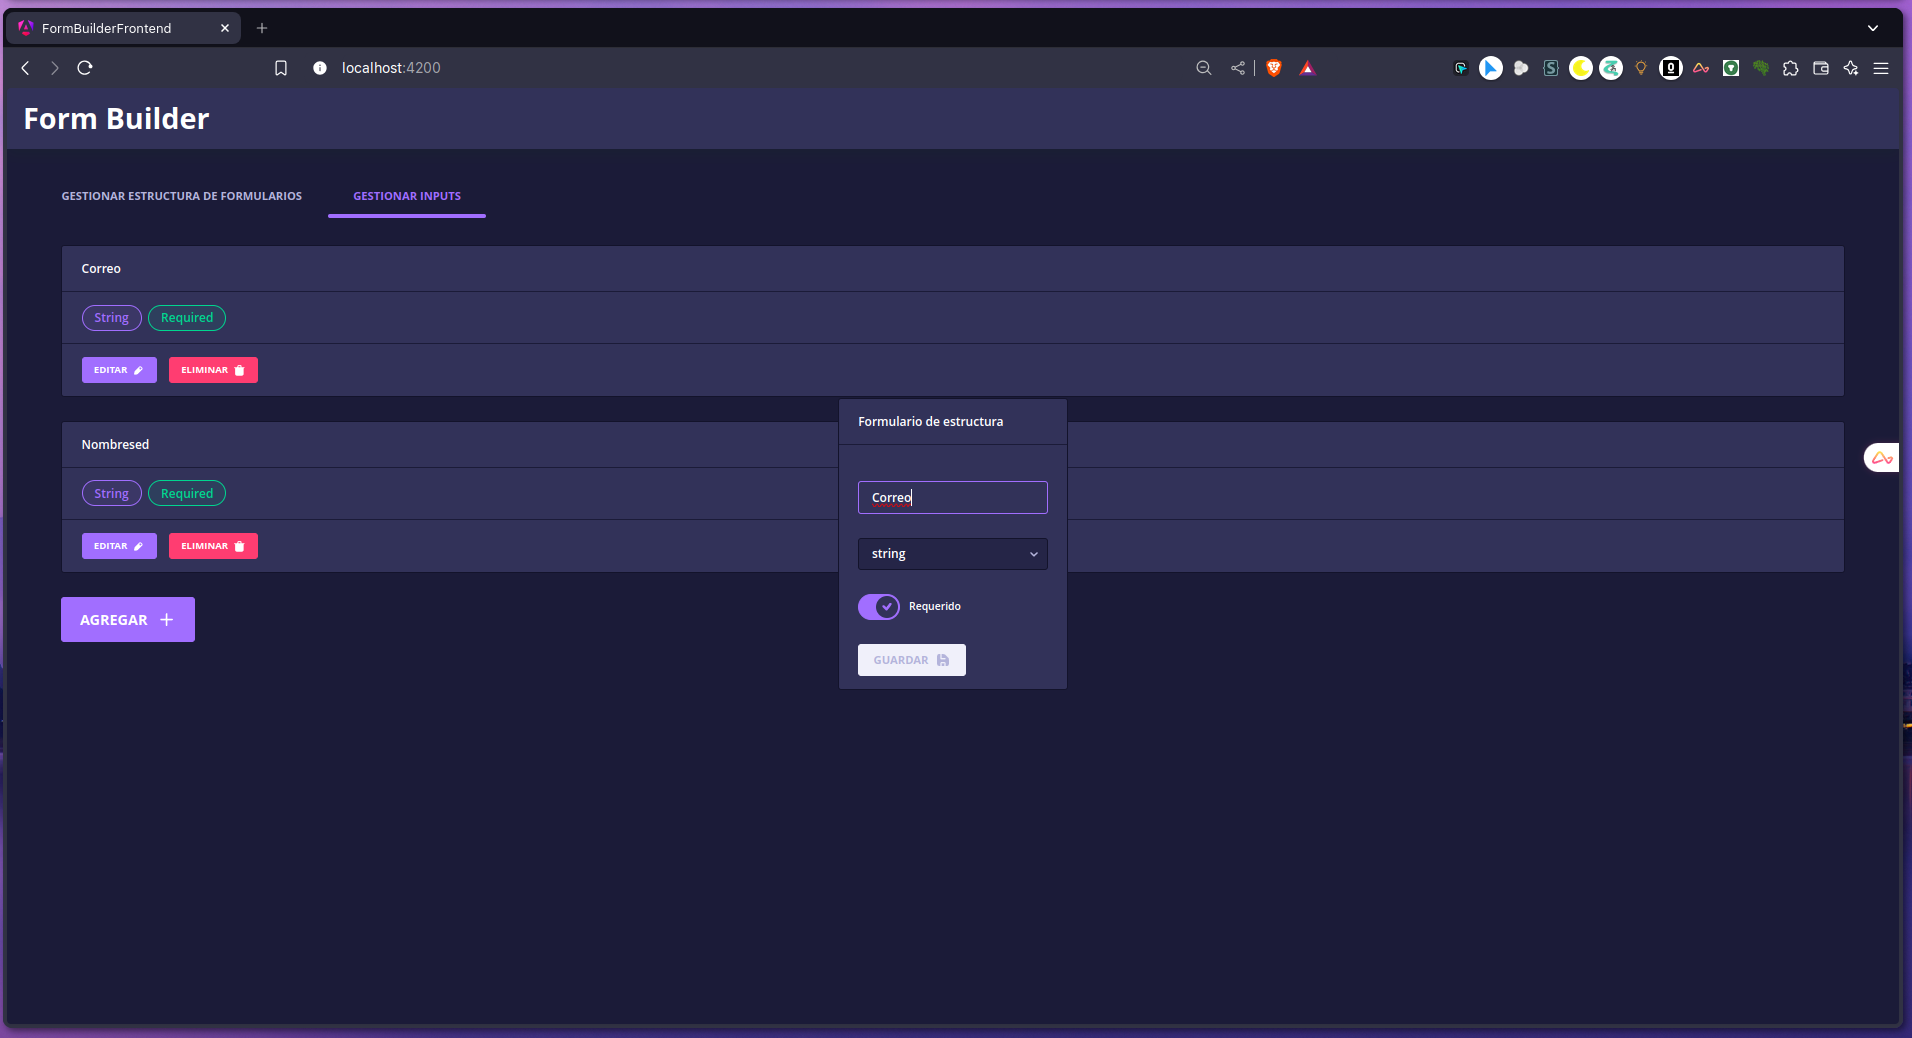 FormBuilderFrontend
localhost:4200
Form Builder
GESTIONAR ESTRUCTURA DE FORMULARIOS
GESTIONAR INPUTS
Correo
String
Required
EDITAR
ELIMINAR
Nombresed
String
Required
EDITAR
ELIMINAR
AGREGAR
Formulario de estructura
Correo
string
Requerido
GUARDAR